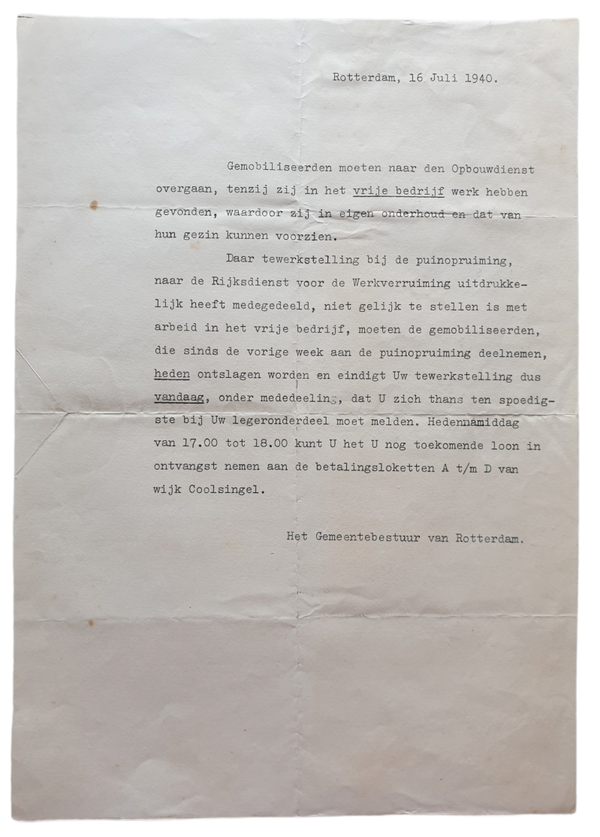 Rotterdam, 16 Juli 1940.
Gemobiliseerden moeten naar den Opbouwdienst
overgaan, tenzij zij in het vrije bedrijf werk hebben
gevonden, waardoor zij in eigen onderhoud en dat van
hun gezin kunnen voorzien.
Daar tewerkstelling bij de puinopruiming,
naar de Rijksdienst voor de Werkverruiming uitdrukke-
lijk heeft medegedeeld, niet gelijk te stellen is met
arbeid in het vrije bedrijf, moeten de gemobiliseerden,
die sinds de vorige week aan de puinopruiming deelnemen,
heden ontslagen worden en eindigt Uw tewerkstelling dus
vandaag, onder mededeeling, dat U zich thans ten spoedig-
ste bij Uw legeronderdeel moet melden. Hedennamiddag
van 17.00 tot 18.00 kunt U het U nog toekomende loon in
ontvangst nemen aan de betalingsloketten A t/m D van
wijk Coolsingel.
Het Gemeentebestuur van Rotterdam.